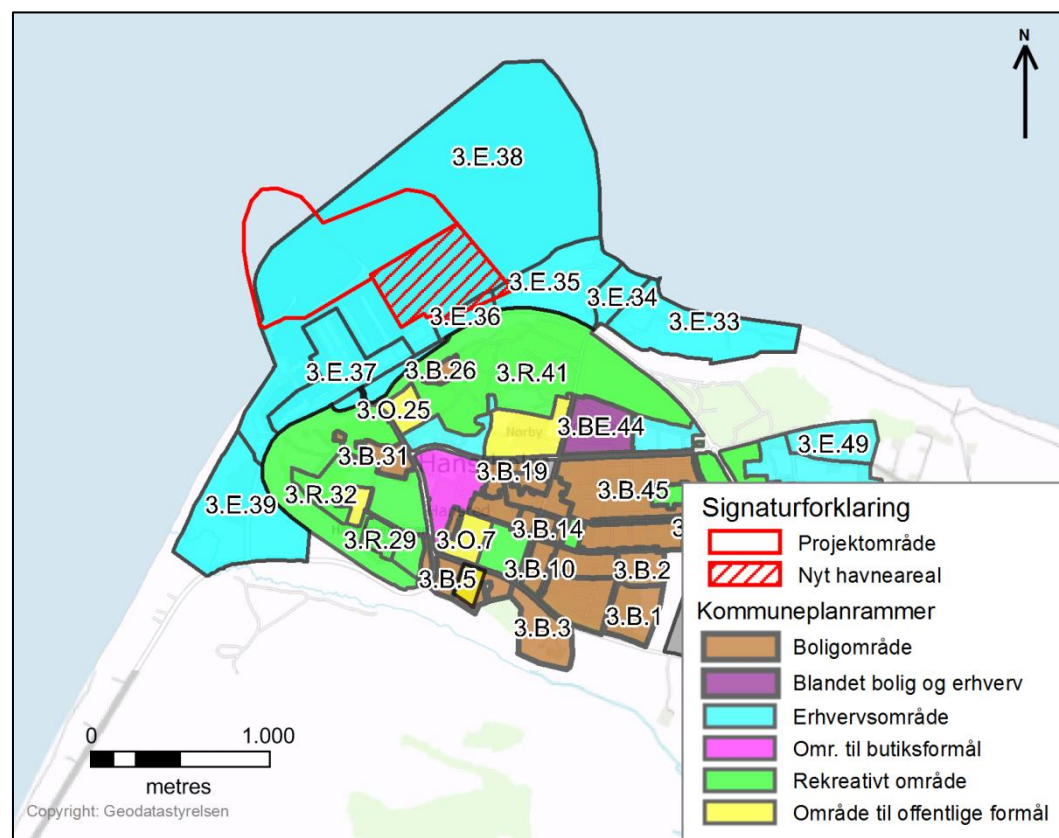 N
3.E.38
3.E.35
3.E.34
3.E.33
3.E.36
3.B.26
3.R.41
3.E.37
3.O.25
3.BE.44
Nørby
3.E.49
3.B.31
3.B.19
3.R.32
3.B.45
3.E.39
3.R.29
3.O.7
3.B.14
3.B.5
3.B.10
3.B.2
3.B.1
3.B.3
Signaturforklaring
Projektområde
Nyt havneareal
Kommuneplanrammer
Boligområde
Blandet bolig og erhverv
Erhvervsområde
Omr. til butiksformål
Rekreativt område
Område til offentlige formål
0 1.000
metres
Copyright: Geodatastyrelsen